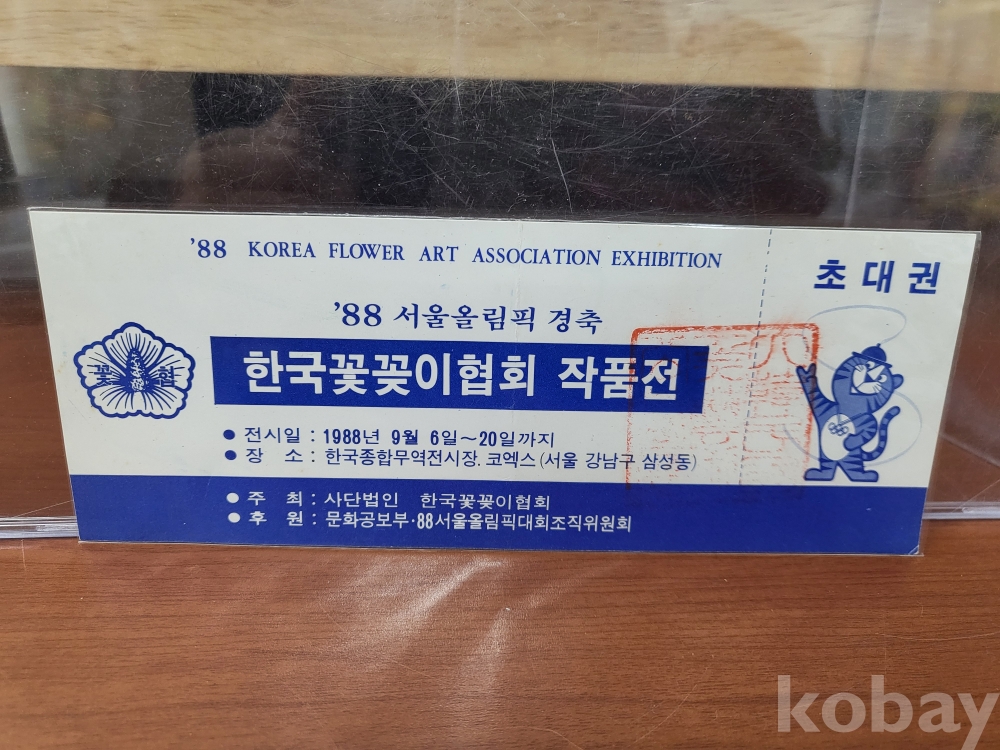 '88 KOREA FLOWER ART ASSOCIATION EXHIBITION
초대권
'88 서울올림픽 경축
한국꽃꽂이협회 작품전
● 전시일 : 1988년 9월 6일~20일까지
● 장 소 : 한국종합무역전시장. 코엑스 (서울 강남구 삼성동)
● 주 최 : 사단법인 한국꽃꽂이협회
● 후 원 : 문화공보부·88서울올림픽대회조직위원회
kobay